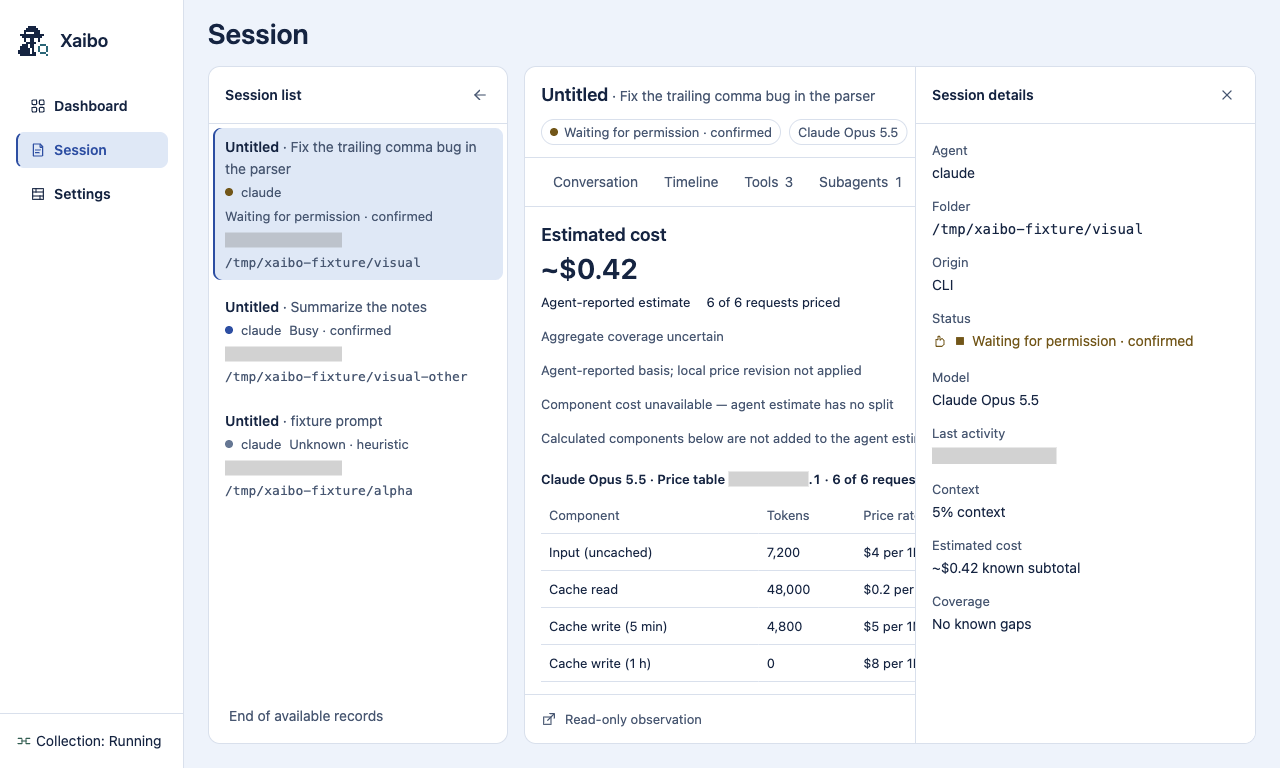 Xaibo
Dashboard
Session
Settings
Collection: Running
Session
Session list
Untitled · Fix the trailing comma bug in
the parser
claude
Waiting for permission · confirmed
/tmp/xaibo-fixture/visual
Untitled · Summarize the notes
claude Busy · confirmed
/tmp/xaibo-fixture/visual-other
Untitled · fixture prompt
claude Unknown · heuristic
/tmp/xaibo-fixture/alpha
End of available records
Untitled · Fix the trailing comma bug in the parser
Waiting for permission · confirmed
Claude Opus 5.5
Conversation Timeline Tools 3 Subagents 1
Estimated cost
~$0.42
Agent-reported estimate 6 of 6 requests priced
Aggregate coverage uncertain
Agent-reported basis; local price revision not applied
Component cost unavailable — agent estimate has no split
Calculated components below are not added to the agent esti
Claude Opus 5.5 · Price table .1 · 6 of 6 reques
Component Tokens Price rat
Input (uncached) 7,200 $4 per 1
Cache read 48,000 $0.2 per
Cache write (5 min) 4,800 $5 per 1
Cache write (1 h) 0 $8 per 1
Read-only observation
Session details
Agent
claude
Folder
/tmp/xaibo-fixture/visual
Origin
CLI
Status
Waiting for permission · confirmed
Model
Claude Opus 5.5
Last activity
Context
5% context
Estimated cost
~$0.42 known subtotal
Coverage
No known gaps